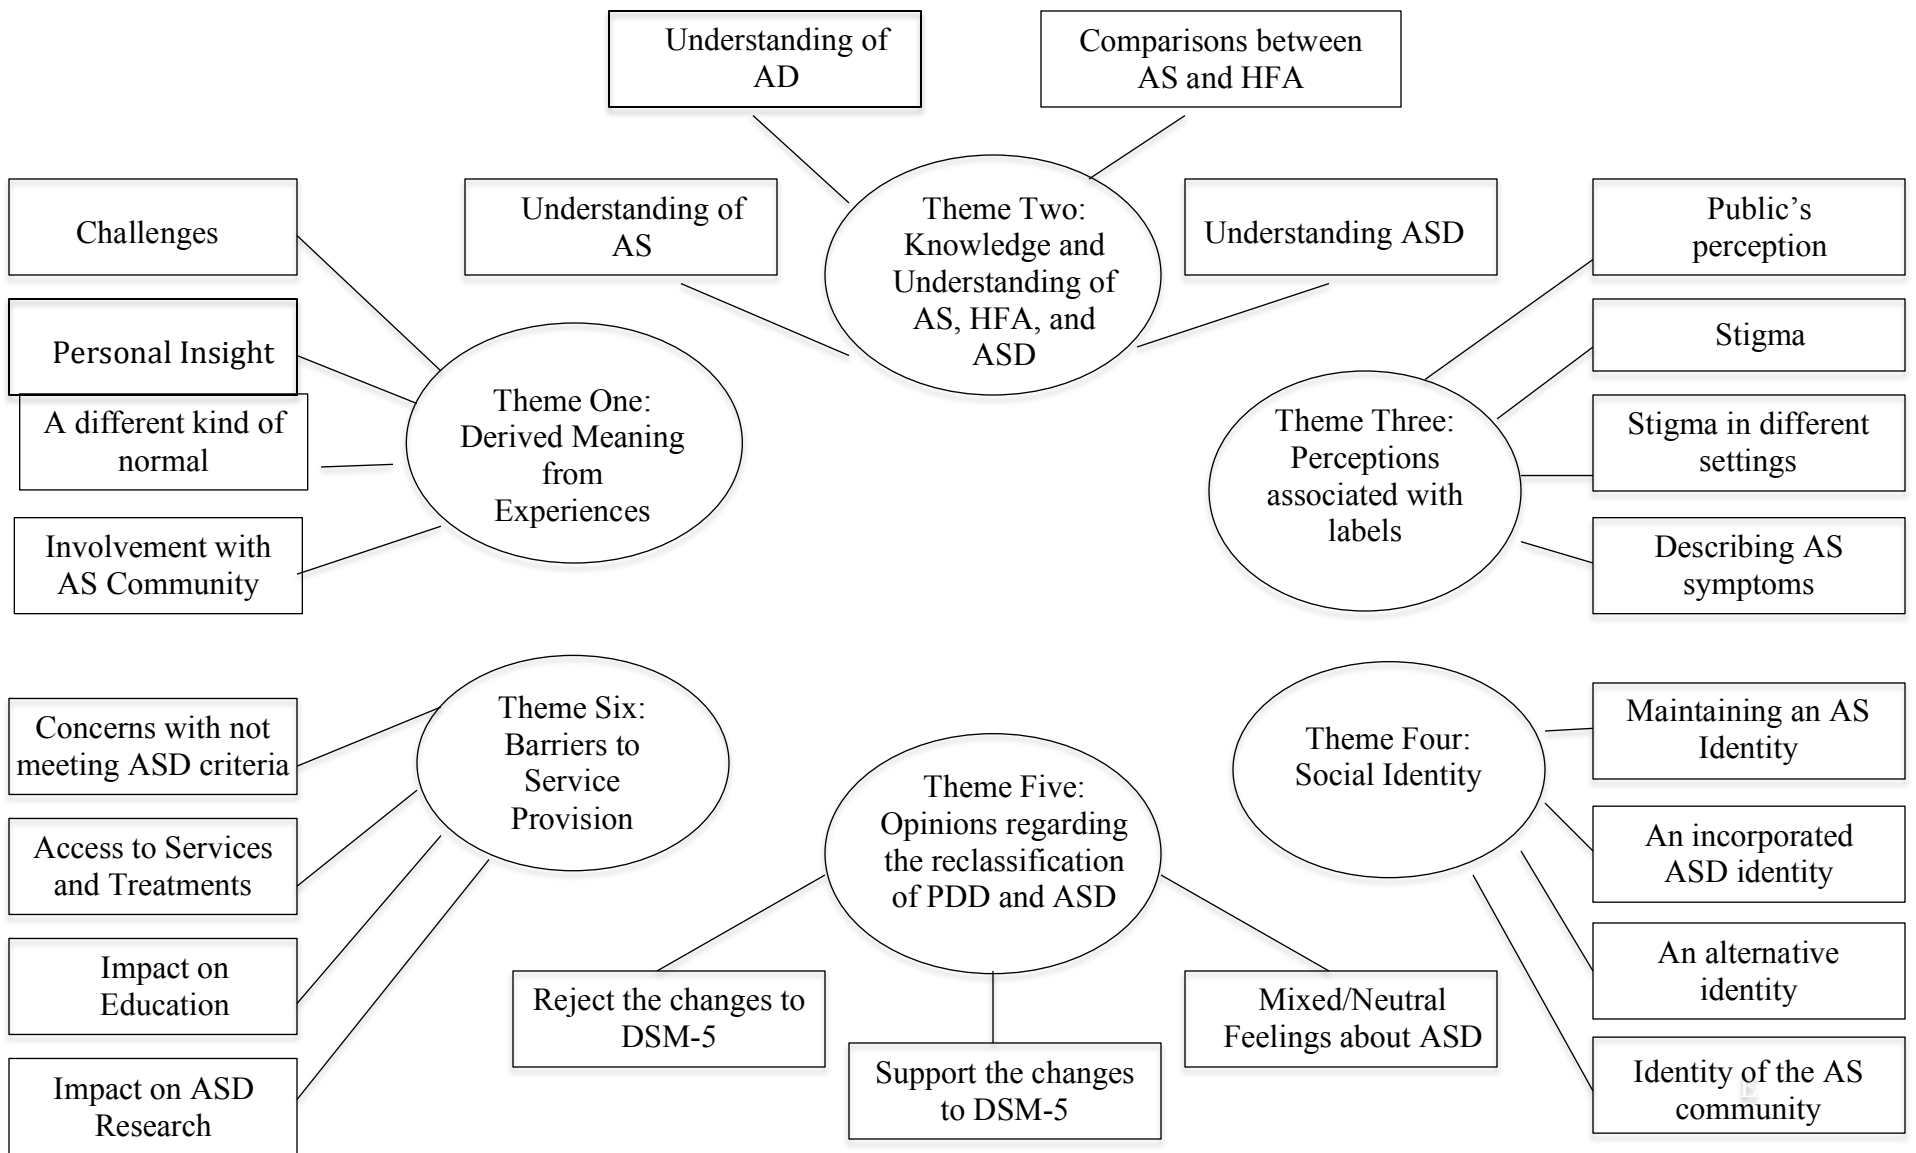 Understanding of
AD
Comparisons between
AS and HFA
Challenges
Understanding of
AS
Theme Two:
Knowledge and
Understanding of
AS, HFA, and
ASD
Understanding ASD
Public’s
perception
Personal Insight
Stigma
A different kind of
normal
Theme One:
Derived Meaning
from
Experiences
Theme Three:
Perceptions
associated with
labels
Stigma in different
settings
Involvement with
AS Community
Describing AS
symptoms
Concerns with not
meeting ASD criteria
Theme Six:
Barriers to
Service
Provision
Theme Five:
Opinions regarding
the reclassification
of PDD and ASD
Theme Four:
Social Identity
Maintaining an AS
Identity
Access to Services
and Treatments
An incorporated
ASD identity
Impact on
Education
Reject the changes to
DSM-5
Mixed/Neutral
Feelings about ASD
An alternative
identity
Impact on ASD
Research
Support the changes
to DSM-5
Identity of the AS
community